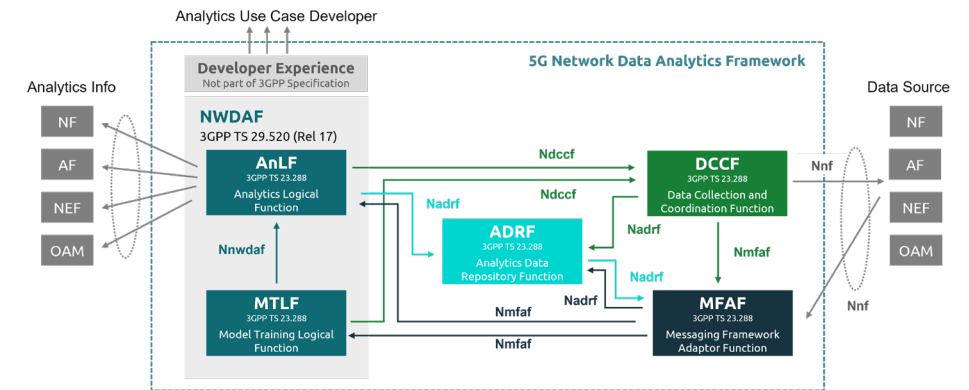 Analytics Use Case Developer
5G Network Data Analytics Framework
Developer Experience
Not part of 3GPP Specification
Analytics Info
NF
AF
NEF
OAM
NWDAF
3GPP TS 29.520 (Rel 17)
AnLF
3GPP TS 23.288
Analytics Logical
Function
Nnwdaf
MTLF
3GPP TS 23.288
Model Training Logical
Function
Ndccf
Ndccf
Nadrf
ADRF
3GPP TS 23.288
Analytics Data
Repository Function
Nadrf
Nadrf
Nadrf
Nmfaf
Nmfaf
DCCF
3GPP TS 23.288
Data Collection and
Coordination Function
Nmfaf
MFAF
3GPP TS 23.288
Messaging Framework
Adaptor Function
Nnf
Nnf
Data Source
NF
AF
NEF
OAM